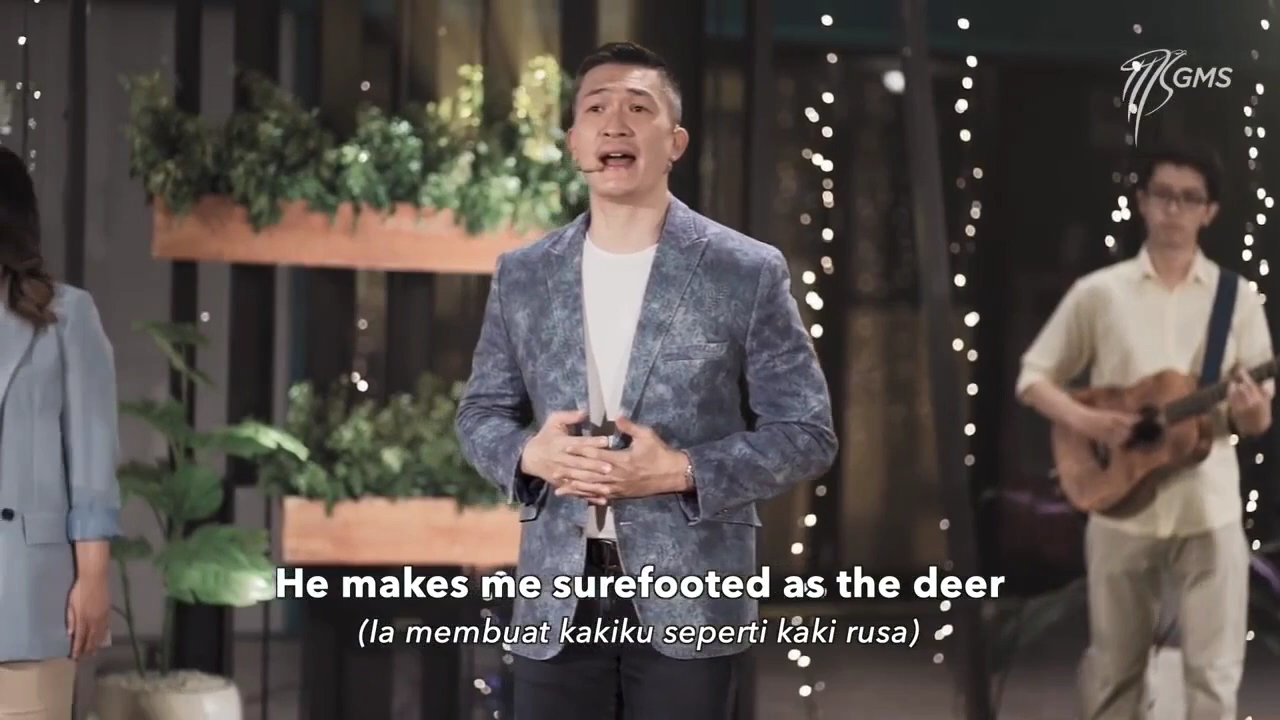 GMS
He makes me surefooted as the deer
(Ia membuat kakiku seperti kaki rusa)